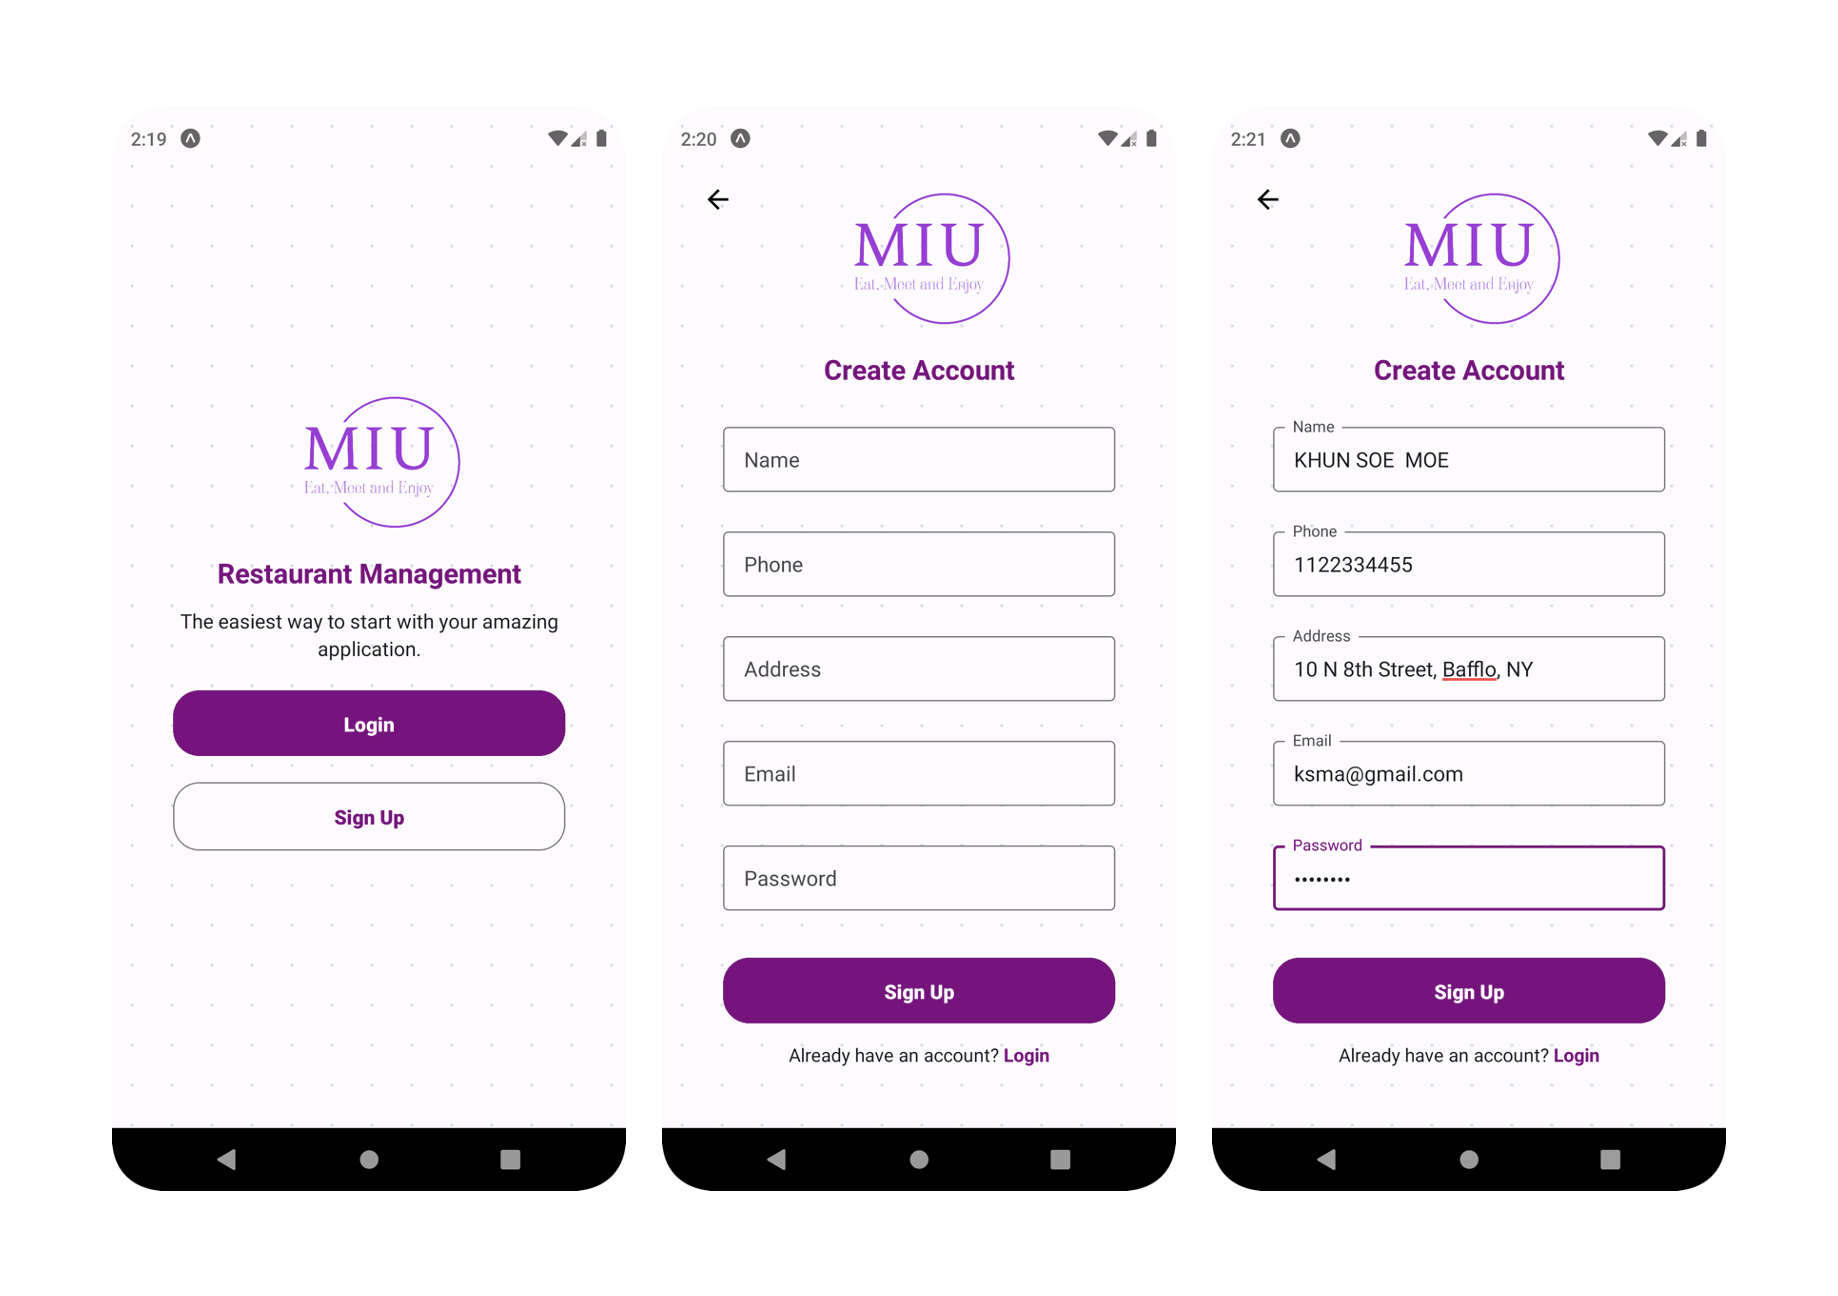 2:19
MIU
Eat, Meet and Enjoy
Restaurant Management
The easiest way to start with your amazing
application.
Login
Sign Up
2:20
MIU
Eat, Meet and Enjoy
Create Account
Name
Phone
Address
Email
Password
Sign Up
Already have an account? Login
2:21
MIU
Eat, Meet and Enjoy
Create Account
Name
KHUN SOE  MOE
Phone
1122334455
Address
10 N 8th Street, Bafflo, NY
Email
ksma@gmail.com
Password
••••••••
Sign Up
Already have an account? Login